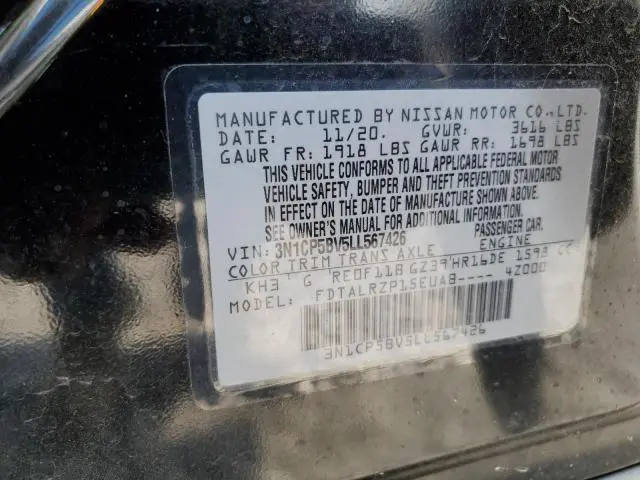 MANUFACTURED BY NISSAN MOTOR CO., LTD.
DATE: 11/20. GVWR: 3616 LBS
GAWR FR: 1918 LBS GAWR RR: 1698 LBS
THIS VEHICLE CONFORMS TO ALL APPLICABLE FEDERAL MOTOR
VEHICLE SAFETY, BUMPER AND THEFT PREVENTION STANDARDS
IN EFFECT ON THE DATE OF MANUFACTURE SHOWN ABOVE.
SEE OWNER'S MANUAL FOR ADDITIONAL INFORMATION.
VIN: 3N1CP5BV5LL567426 PASSENGER CAR.
COLOR TRIM TRANS AXLE ENGINE
KH3 G RE0F11B GZ39 HR16DE 1598 CC
MODEL: FDTALRZP15EUAB---- 4Z000
3N1CP5BV5LL567426